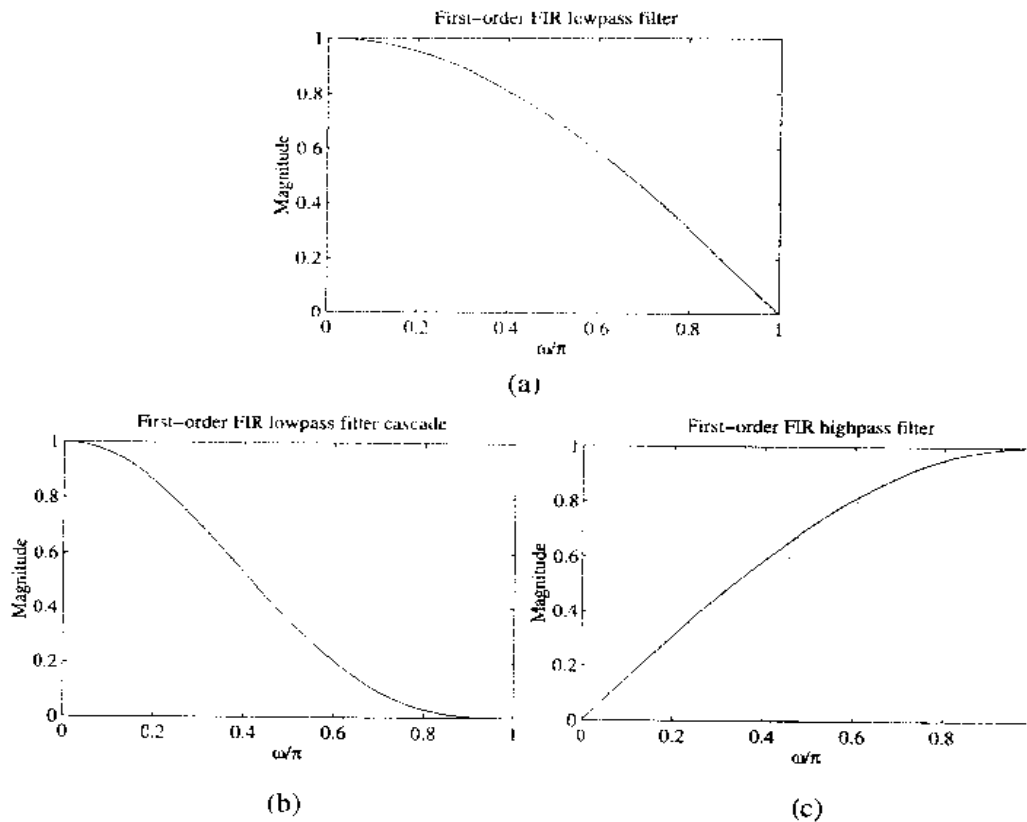 First-order FIR lowpass filter
1
0.8
0.6
0.4
0.2
0
Magnitude
0 0.2 0.4 0.6 0.8 1
ω/π
(a)
First-order FIR lowpass filter cascade
1
0.8
0.6
0.4
0.2
0
Magnitude
0 0.2 0.4 0.6 0.8 1
ω/π
(b)
First-order FIR highpass filter
1
0.8
0.6
0.4
0.2
0
Magnitude
0 0.2 0.4 0.6 0.8
ω/π
(c)